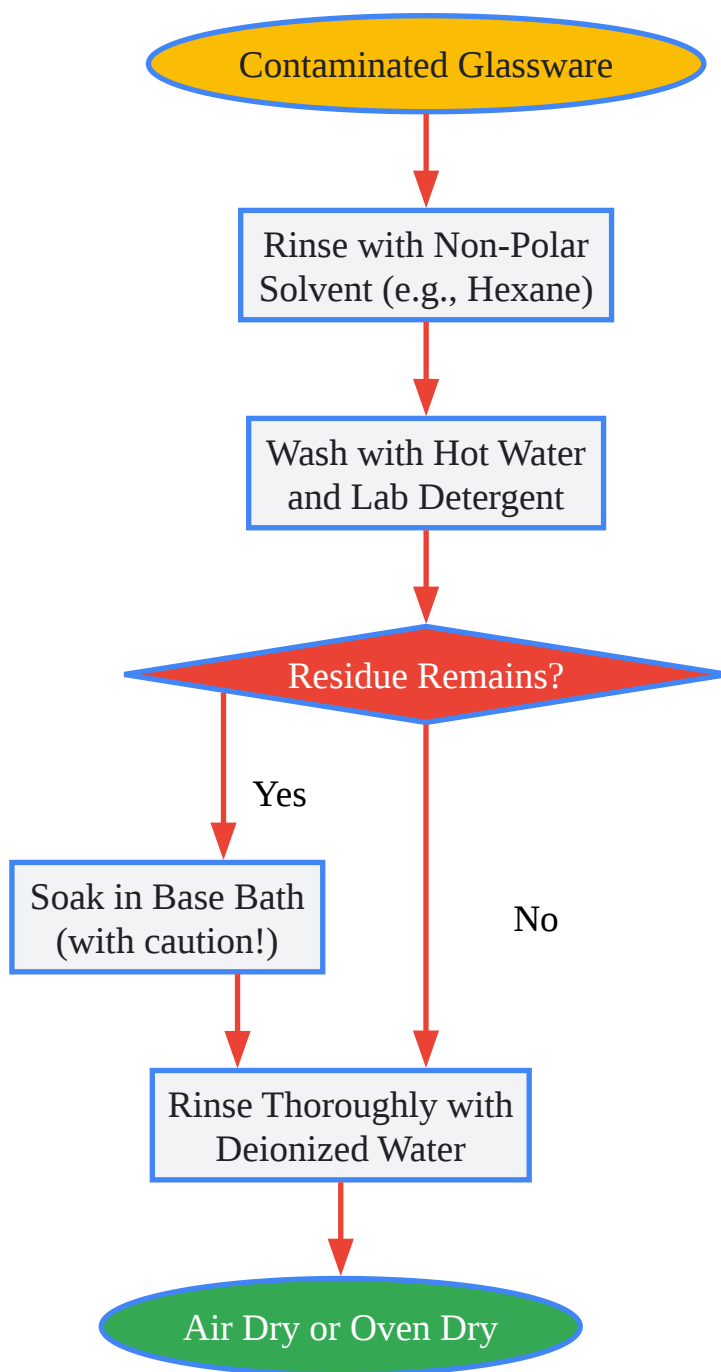 Contaminated Glassware
Rinse with Non-Polar
Solvent (e.g., Hexane)
Wash with Hot Water
and Lab Detergent
Residue Remains?
Yes
Soak in Base Bath
(with caution!)
No
Rinse Thoroughly with
Deionized Water
Air Dry or Oven Dry